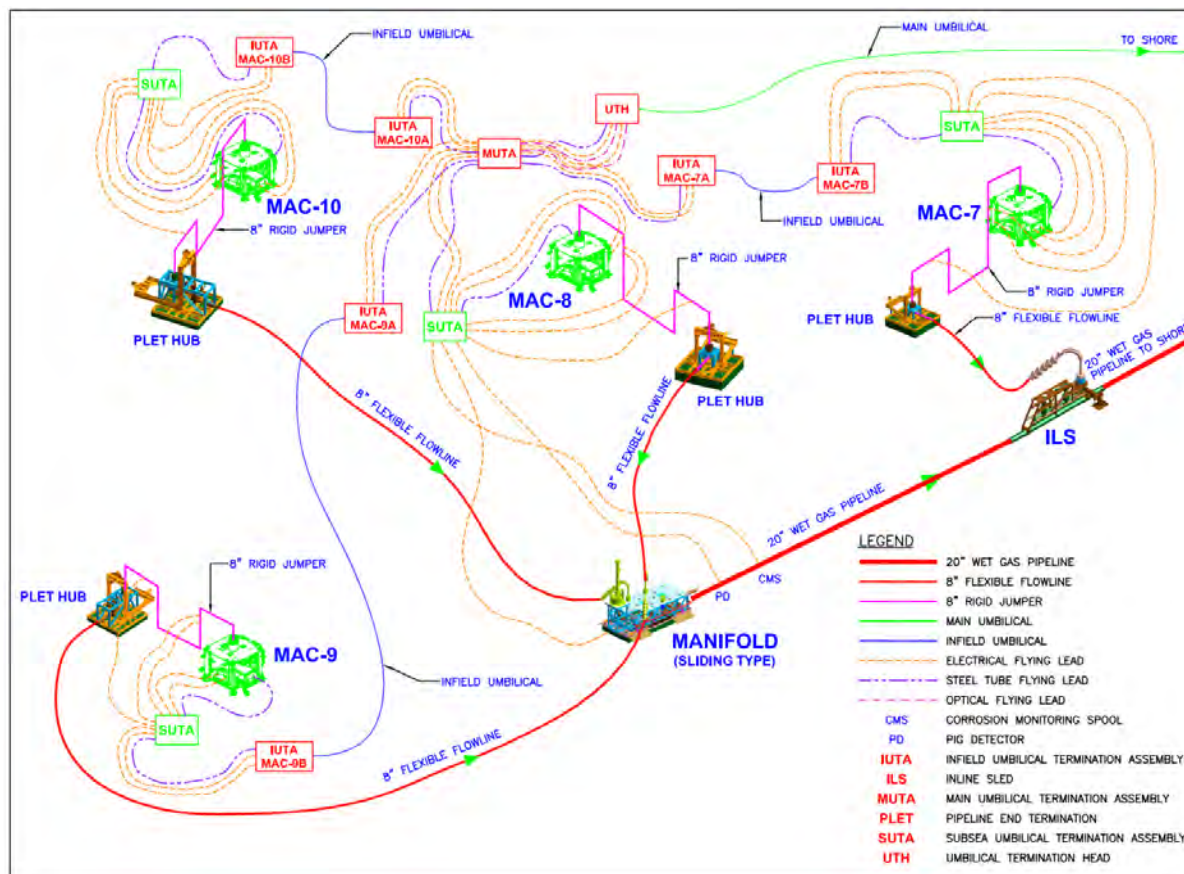 INFIELD UMBILICAL
MAIN UMBILICAL
TO SHORE
IUTA
MAC-10B
SUTA
UTH
IUTA
MAC-10A
MUTA
SUTA
IUTA
MAC-7A
IUTA
MAC-7B
MAC-10
8" RIGID JUMPER
INFIELD UMBILICAL
MAC-7
8" RIGID JUMPER
MAC-8
8" RIGID JUMPER
IUTA
MAC-9A
SUTA
PLET HUB
PLET HUB
8" FLEXIBLE FLOWLINE
PLET HUB
20" WET GAS
PIPELINE TO SHORE
ILS
8" FLEXIBLE FLOWLINE
8" FLEXIBLE FLOWLINE
20" WET GAS PIPELINE
CMS
PD
PLET HUB
8" RIGID JUMPER
MAC-9
MANIFOLD
(SLIDING TYPE)
INFIELD UMBILICAL
SUTA
IUTA
MAC-9B
8" FLEXIBLE FLOWLINE
LEGEND
20" WET GAS PIPELINE
8" FLEXIBLE FLOWLINE
8" RIGID JUMPER
MAIN UMBILICAL
INFIELD UMBILICAL
ELECTRICAL FLYING LEAD
STEEL TUBE FLYING LEAD
OPTICAL FLYING LEAD
CMS CORROSION MONITORING SPOOL
PD PIG DETECTOR
IUTA INFIELD UMBILICAL TERMINATION ASSEMBLY
ILS INLINE SLED
MUTA MAIN UMBILICAL TERMINATION ASSEMBLY
PLET PIPELINE END TERMINATION
SUTA SUBSEA UMBILICAL TERMINATION ASSEMBLY
UTH UMBILICAL TERMINATION HEAD